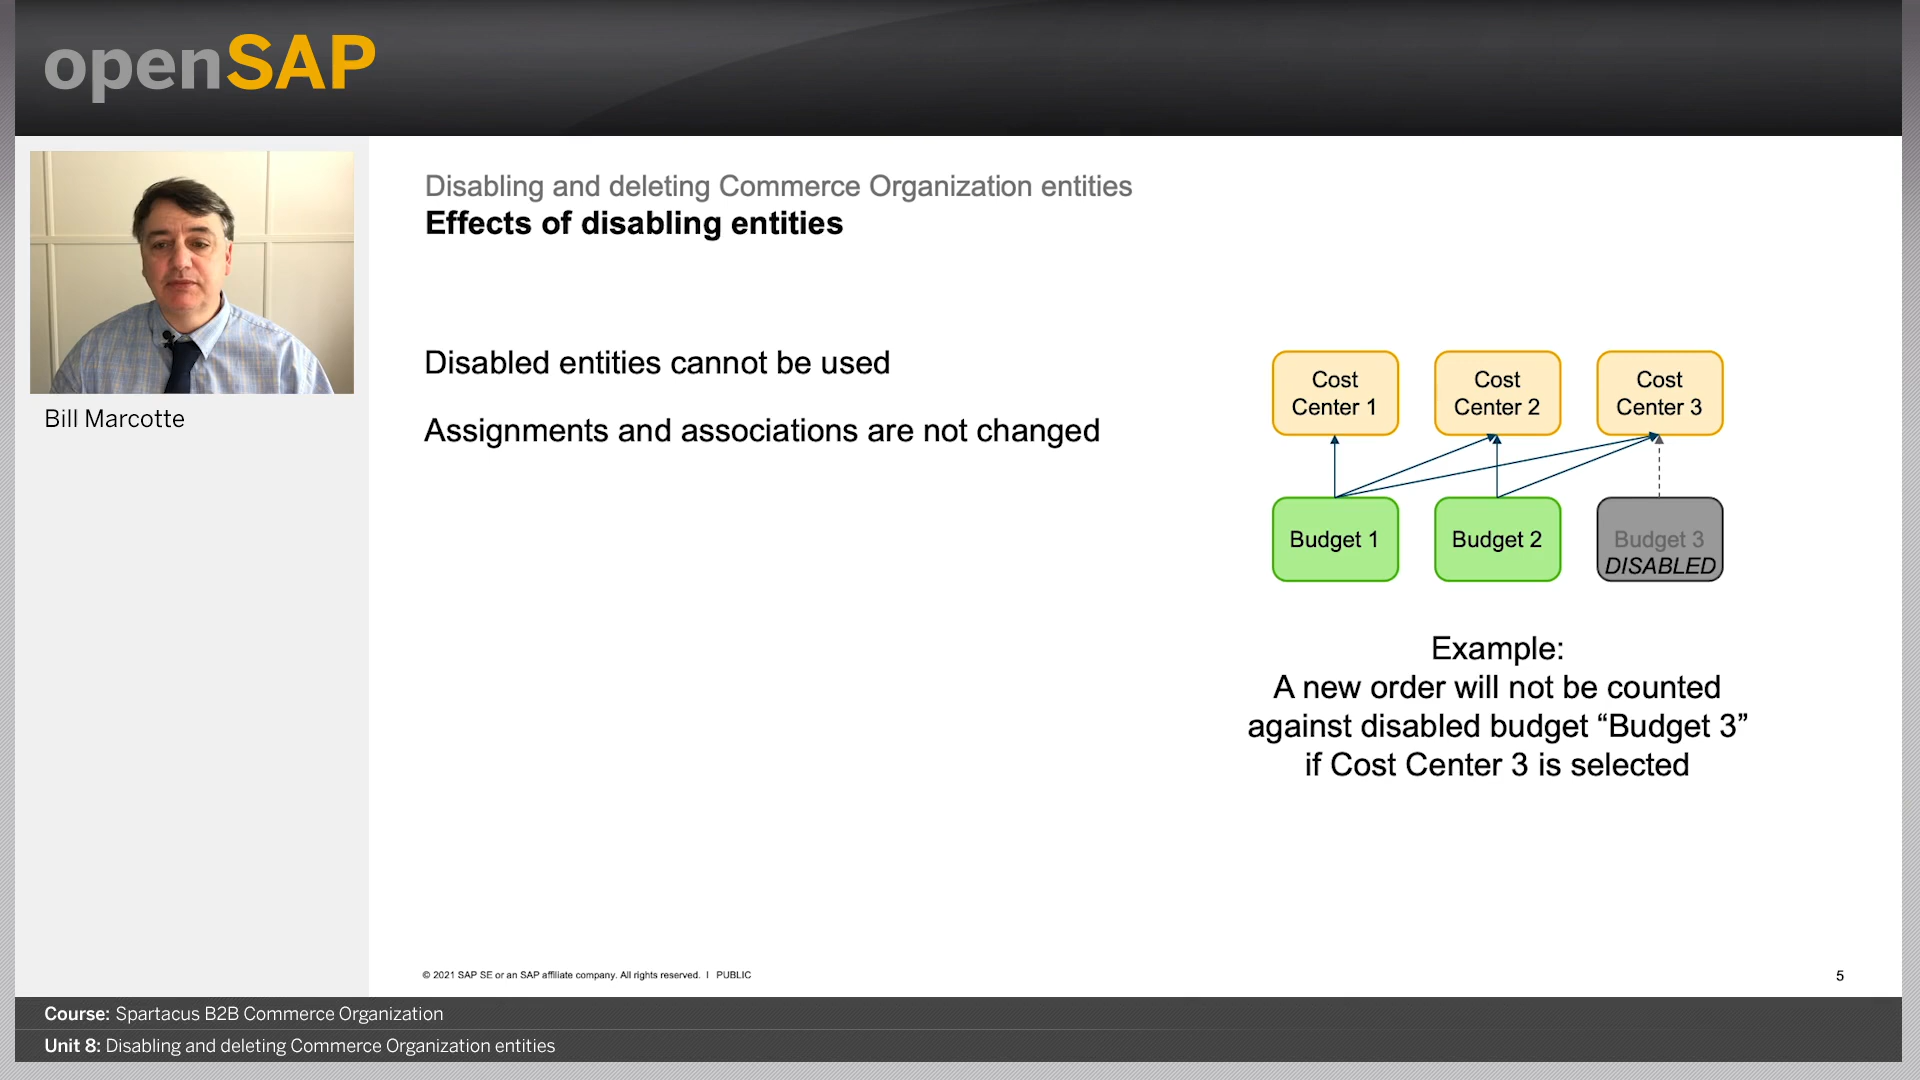 openSAP
Bill Marcotte
Disabling and deleting Commerce Organization entities
Effects of disabling entities
Disabled entities cannot be used
Assignments and associations are not changed
Cost
Center 1
Cost
Center 2
Cost
Center 3
Budget 1
Budget 2
Budget 3
DISABLED
Example:
A new order will not be counted
against disabled budget “Budget 3”
if Cost Center 3 is selected
© 2021 SAP SE or an SAP affiliate company. All rights reserved. I PUBLIC
5
Course: Spartacus B2B Commerce Organization
Unit 8: Disabling and deleting Commerce Organization entities